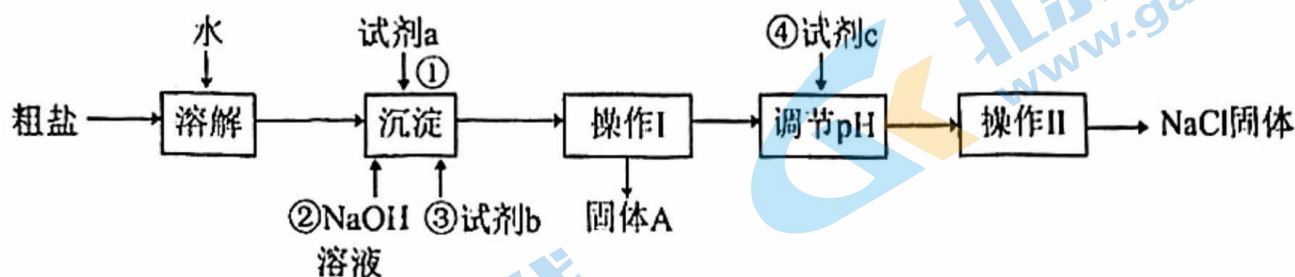 水
试剂a
④试剂c
①
粗盐
溶解
沉淀
操作I
调节pH
操作II
NaCl固体
②NaOH
溶液
③试剂b
固体A
www.ga